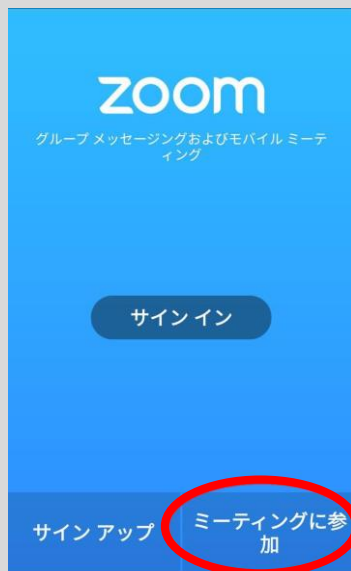 zoom
グループ メッセージングおよびモバイル ミーテ
ィング
サイン イン
サイン アップ
ミーティングに参
加